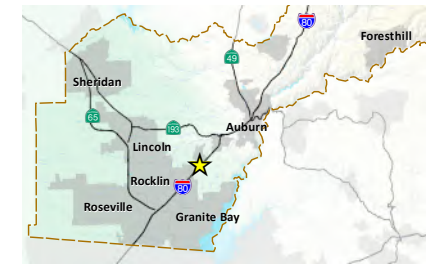 80
Foresthill
49
Sheridan
65
193
Auburn
Lincoln
Rocklin
80
Roseville
Granite Bay